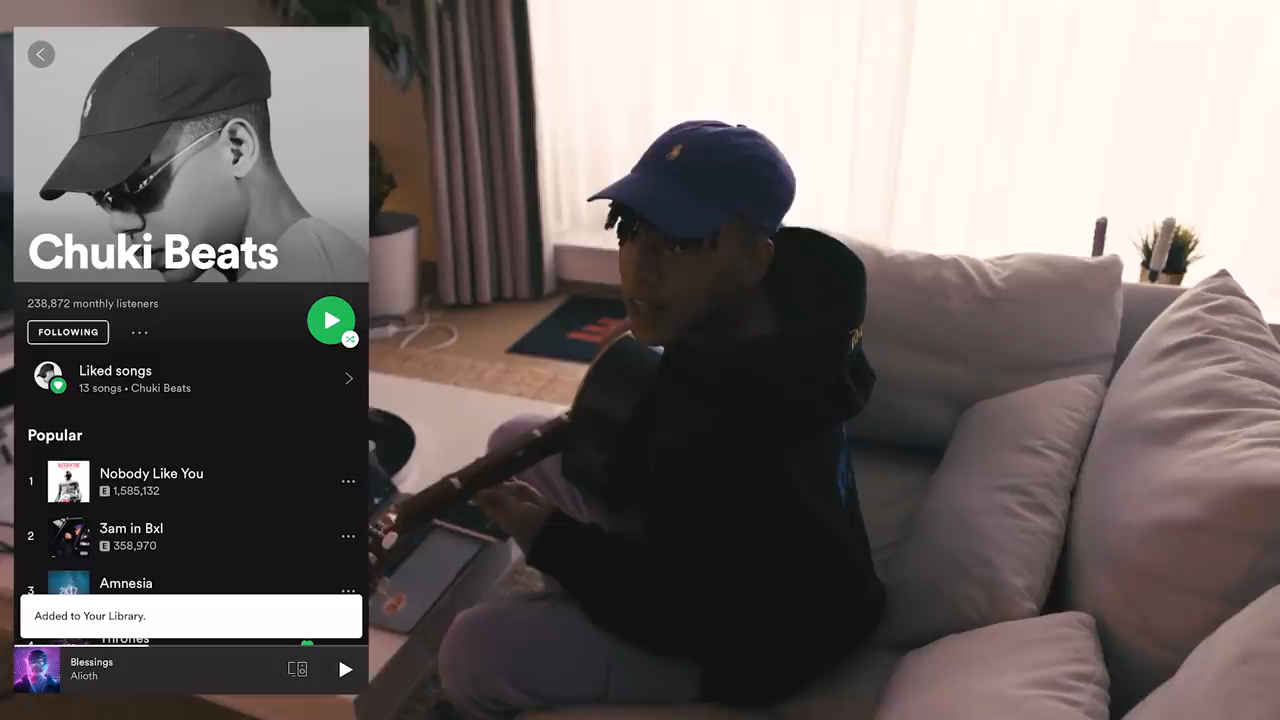 Chuki Beats
238,872 monthly listeners
FOLLOWING
Liked songs
13 songs • Chuki Beats
Popular
1
Nobody Like You
E 1,585,132
2
3am in Bxl
E 358,970
3
Amnesia
2K17
Added to Your Library.
Thrones
Blessings
Alioth